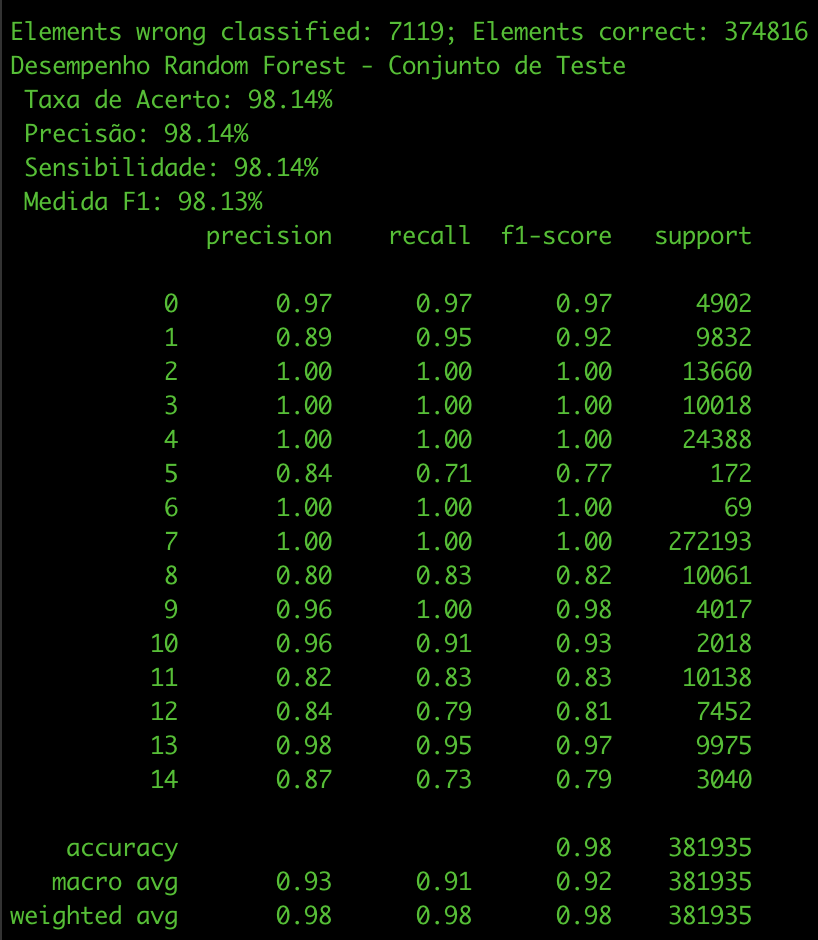 Elements wrong classified: 7119; Elements correct: 374816
Desempenho Random Forest - Conjunto de Teste
 Taxa de Acerto: 98.14%
 Precisão: 98.14%
 Sensibilidade: 98.14%
 Medida F1: 98.13%
              precision    recall  f1-score   support

           0       0.97      0.97      0.97      4902
           1       0.89      0.95      0.92      9832
           2       1.00      1.00      1.00     13660
           3       1.00      1.00      1.00     10018
           4       1.00      1.00      1.00     24388
           5       0.84      0.71      0.77       172
           6       1.00      1.00      1.00        69
           7       1.00      1.00      1.00    272193
           8       0.80      0.83      0.82     10061
           9       0.96      1.00      0.98      4017
          10       0.96      0.91      0.93      2018
          11       0.82      0.83      0.83     10138
          12       0.84      0.79      0.81      7452
          13       0.98      0.95      0.97      9975
          14       0.87      0.73      0.79      3040

    accuracy                           0.98    381935
   macro avg       0.93      0.91      0.92    381935
weighted avg       0.98      0.98      0.98    381935